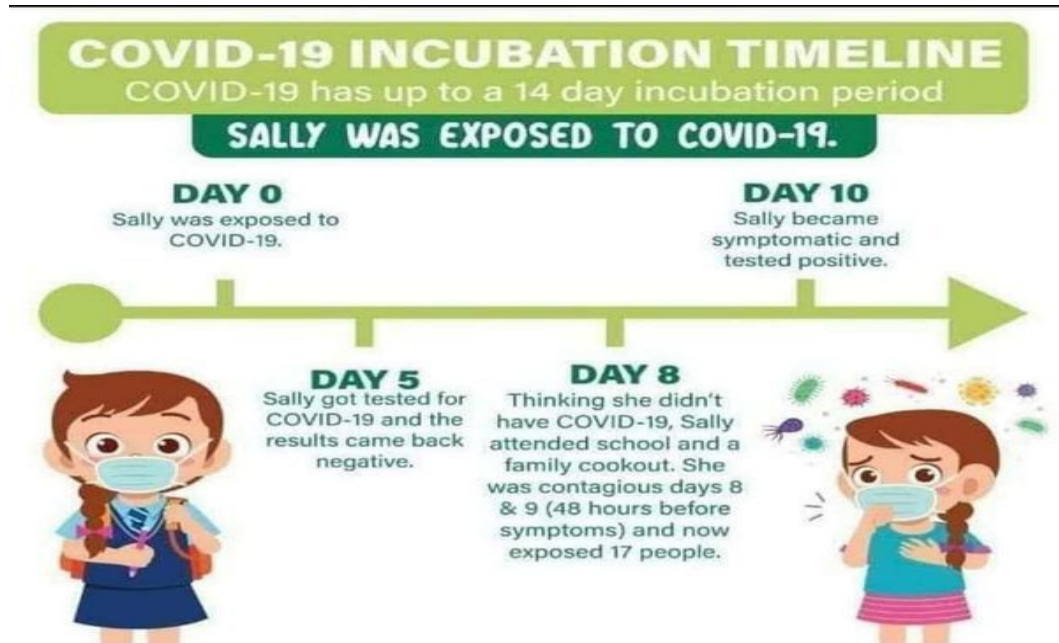 COVID-19 INCUBATION TIMELINE
COVID-19 has up to a 14 day incubation period
SALLY WAS EXPOSED TO COVID-19.
DAY 0
Sally was exposed to
COVID-19.
DAY 10
Sally became
symptomatic and
tested positive.
DAY 5
Sally got tested for
COVID-19 and the
results came back
negative.
DAY 8
Thinking she didn't
have COVID-19, Sally
attended school and a
family cookout. She
was contagious days 8
& 9 (48 hours before
symptoms) and now
exposed 17 people.